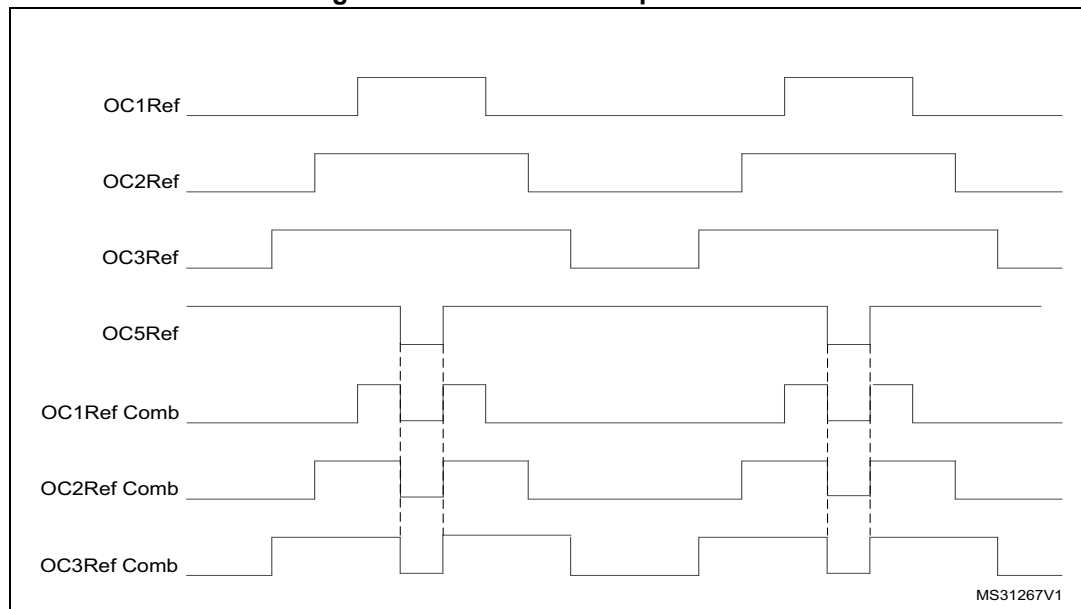 OC1Ref
OC2Ref
OC3Ref
OC5Ref
OC1Ref Comb
OC2Ref Comb
OC3Ref Comb
MS31267V1